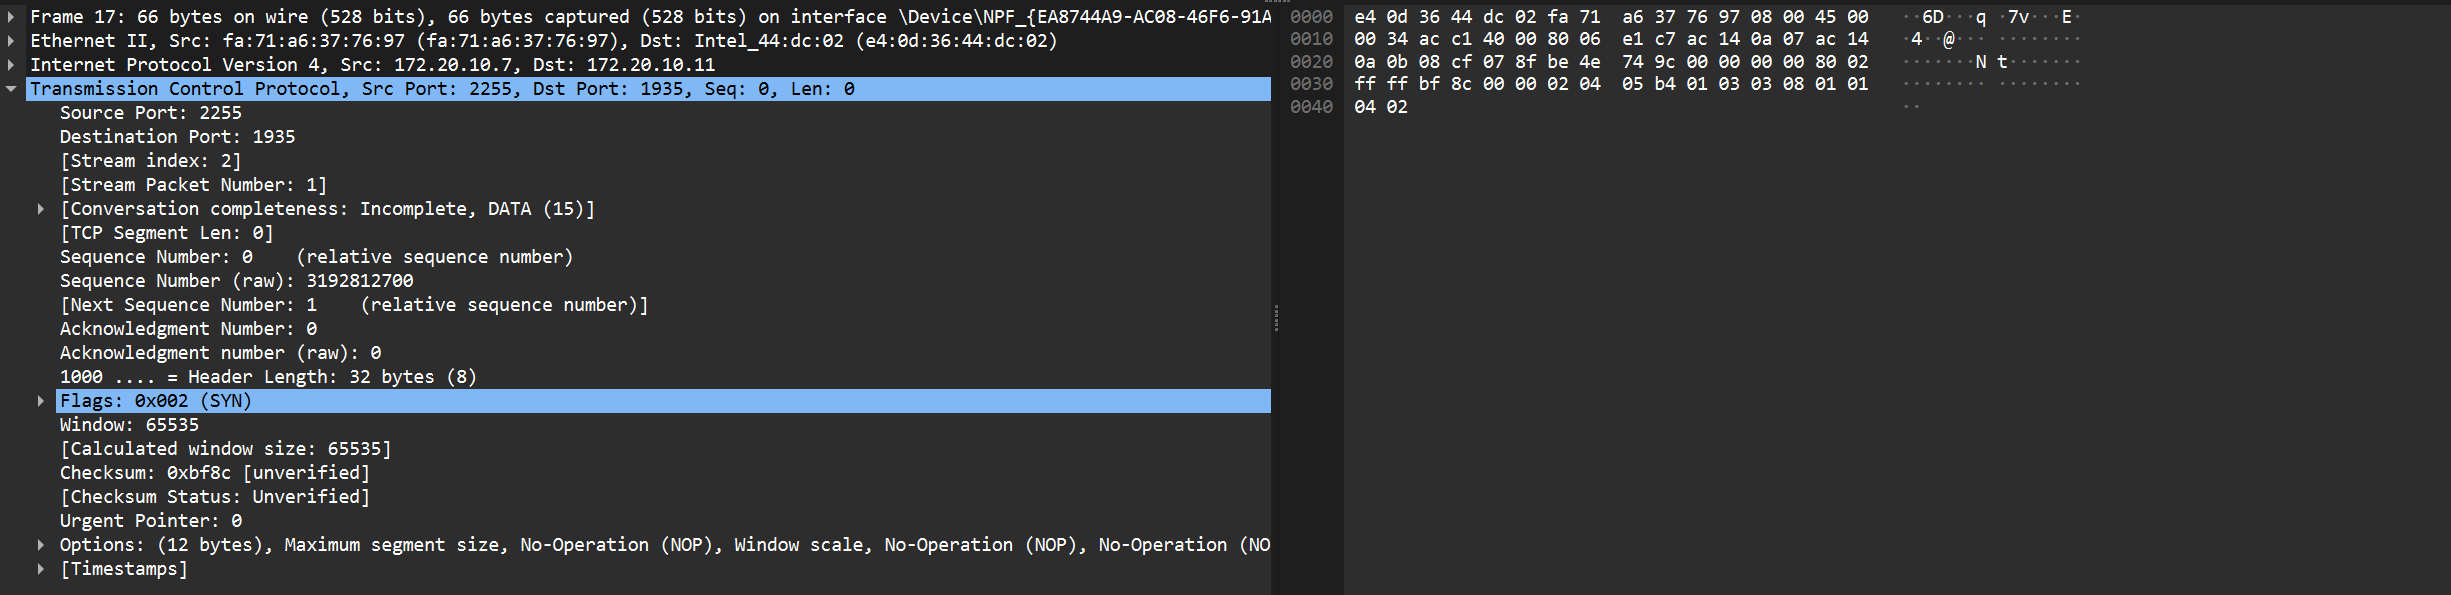 Frame 17: 66 bytes on wire (528 bits), 66 bytes captured (528 bits) on interface \Device\NPF_{EA8744A9-AC08-46F6-91A
Ethernet II, Src: fa:71:a6:37:76:97 (fa:71:a6:37:76:97), Dst: Intel_44:dc:02 (e4:0d:36:44:dc:02)
Internet Protocol Version 4, Src: 172.20.10.7, Dst: 172.20.10.11
Transmission Control Protocol, Src Port: 2255, Dst Port: 1935, Seq: 0, Len: 0
Source Port: 2255
Destination Port: 1935
[Stream index: 2]
[Stream Packet Number: 1]
[Conversation completeness: Incomplete, DATA (15)]
[TCP Segment Len: 0]
Sequence Number: 0    (relative sequence number)
Sequence Number (raw): 3192812700
[Next Sequence Number: 1    (relative sequence number)]
Acknowledgment Number: 0
Acknowledgment number (raw): 0
1000 .... = Header Length: 32 bytes (8)
Flags: 0x002 (SYN)
Window: 65535
[Calculated window size: 65535]
Checksum: 0xbf8c [unverified]
[Checksum Status: Unverified]
Urgent Pointer: 0
Options: (12 bytes), Maximum segment size, No-Operation (NOP), Window scale, No-Operation (NOP), No-Operation (NO
[Timestamps]
0000  e4 0d 36 44 dc 02 fa 71  a6 37 76 97 08 00 45 00  ··6D···q ·7v···E·
0010  00 34 ac c1 40 00 80 06  e1 c7 ac 14 0a 07 ac 14  ·4··@··· ········
0020  0a 0b 08 cf 07 8f be 4e  74 9c 00 00 00 00 80 02  ·······N t·······
0030  ff ff bf 8c 00 00 02 04  05 b4 01 03 03 08 01 01  ········ ········
0040  04 02  ··